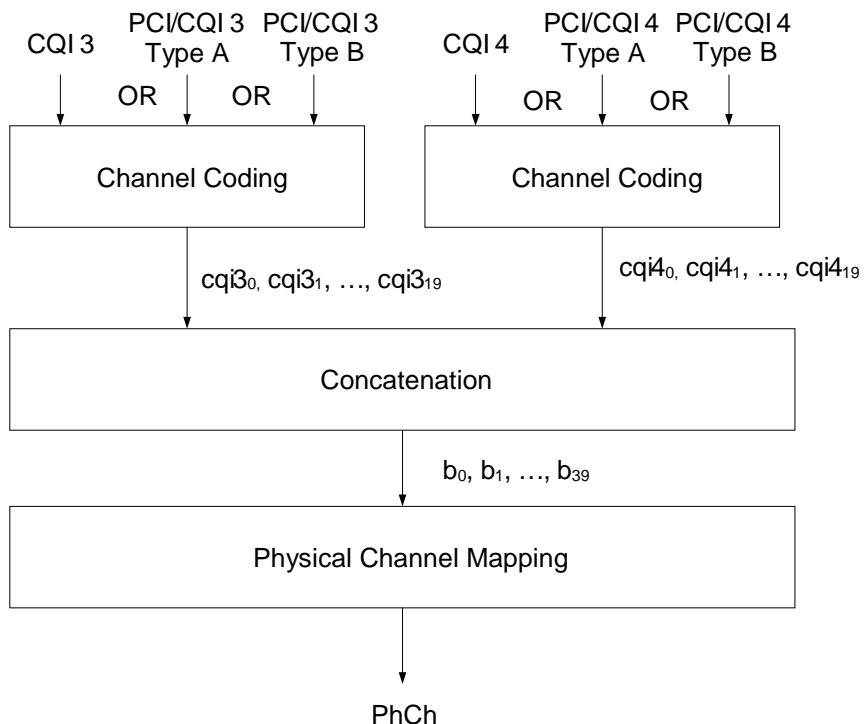 CQI 3 PCI/CQI 3 Type A PCI/CQI 3 Type B CQI 4 PCI/CQI 4 Type A PCI/CQI 4 Type B
OR OR OR OR
Channel Coding Channel Coding
cqi3₀, cqi3₁, …, cqi3₁₉ cqi4₀, cqi4₁, …, cqi4₁₉
Concatenation
b₀, b₁, …, b₃₉
Physical Channel Mapping
PhCh